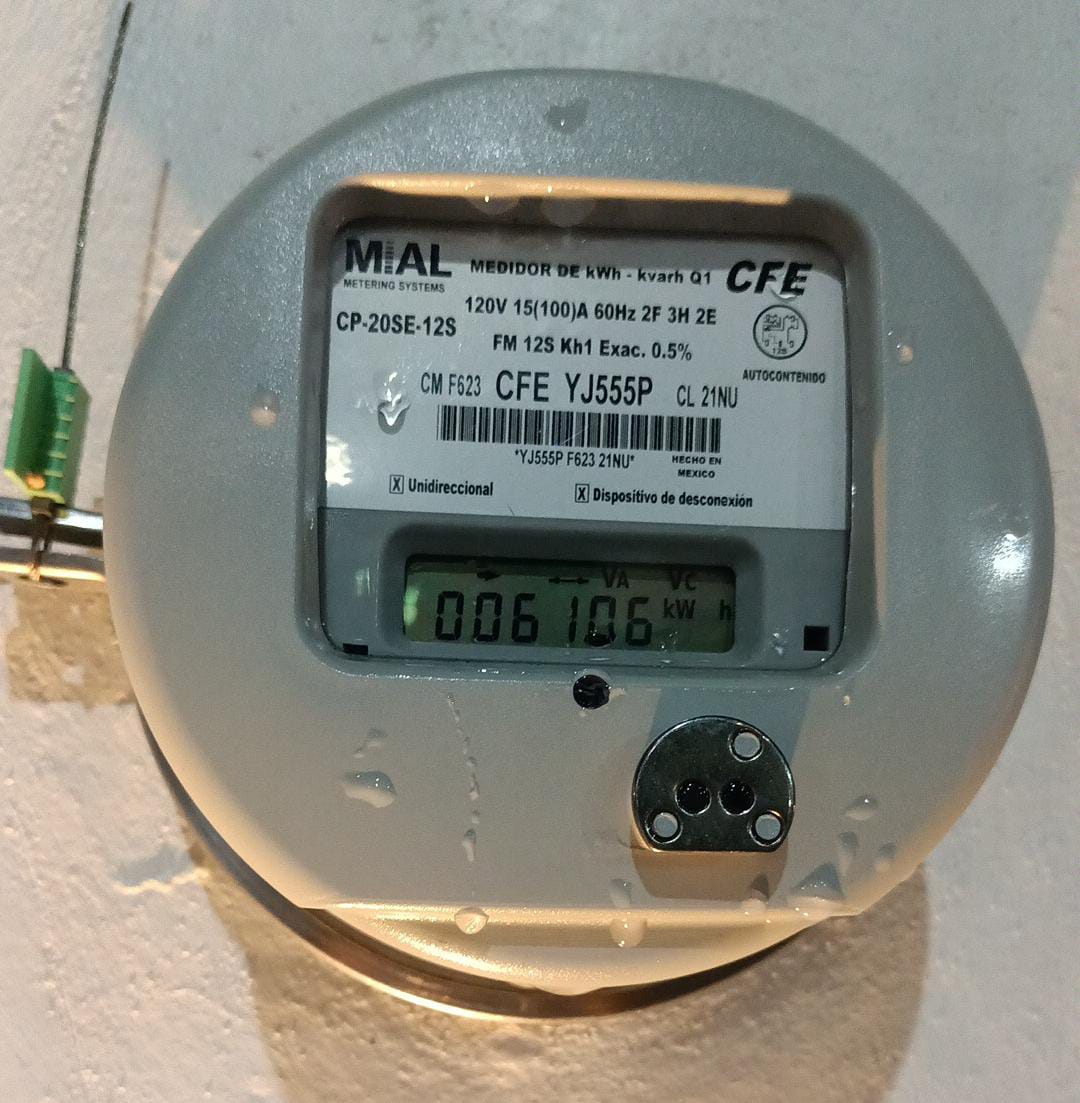 MIAL
METERING SYSTEMS
MEDIDOR DE kWh - kvarh Q1
CFE
120V 15(100)A 60Hz 2F 3H 2E
CP-20SE-12S
FM 12S Kh1 Exac. 0.5%
12S
AUTOCONTENIDO
CM F623 CFE YJ555P CL 21NU
*YJ555P F623 21NU*
HECHO EN
MEXICO
X Unidireccional
X Dispositivo de desconexión
VA VC
006106 kW h